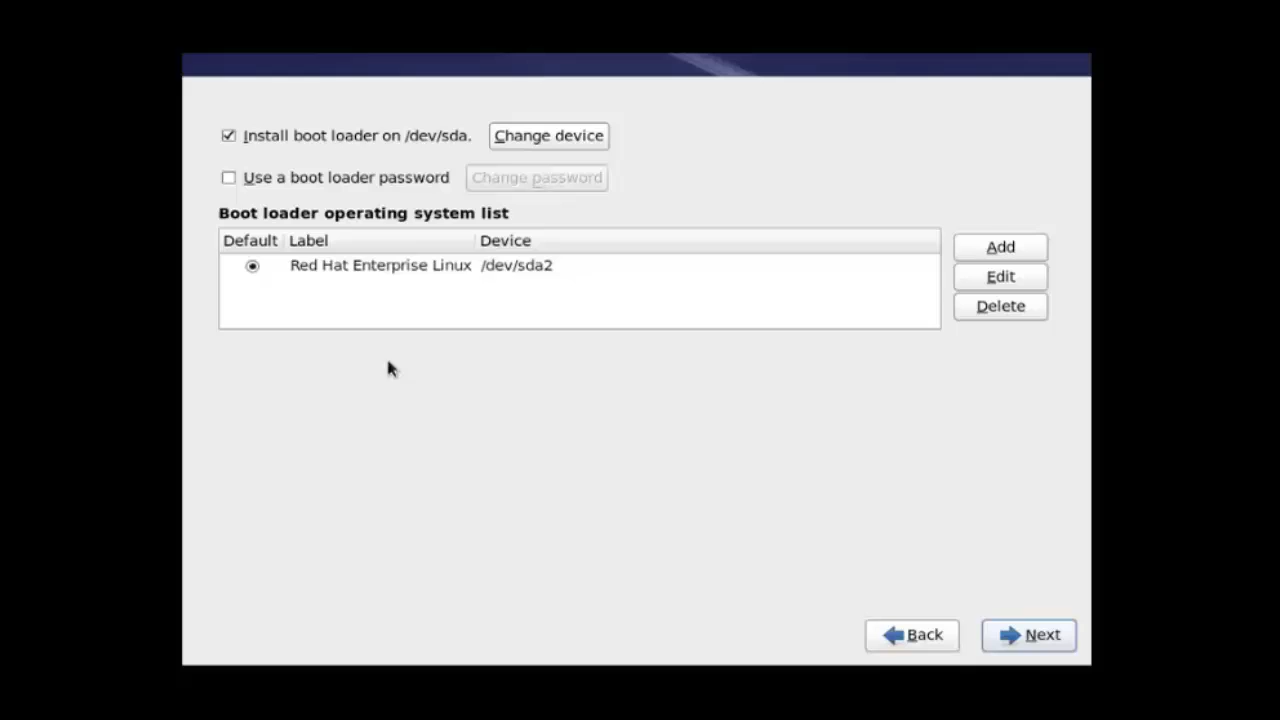 Install boot loader on /dev/sda. Change device
Use a boot loader password Change password
Boot loader operating system list
Default Label Device
Red Hat Enterprise Linux /dev/sda2
Add
Edit
Delete
Back Next